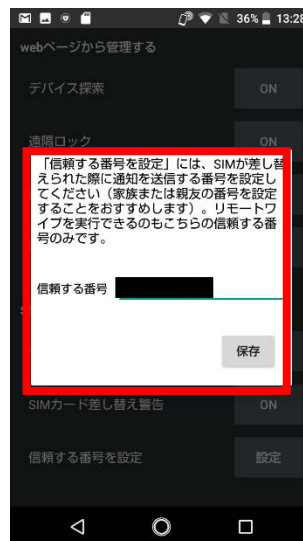 36% 13:28
webページから管理する
デバイス探索 ON
遠隔ロック ON
「信頼する番号を設定」には、SIMが差し替
えられた際に通知を送信する番号を設定し
てください（家族または親友の番号を設定
することをおすすめします）。リモートワ
イプを実行できるのもこちらの信頼する番
号のみです。
信頼する番号
保存
SIMカード差し替え警告 ON
信頼する番号を設定 設定